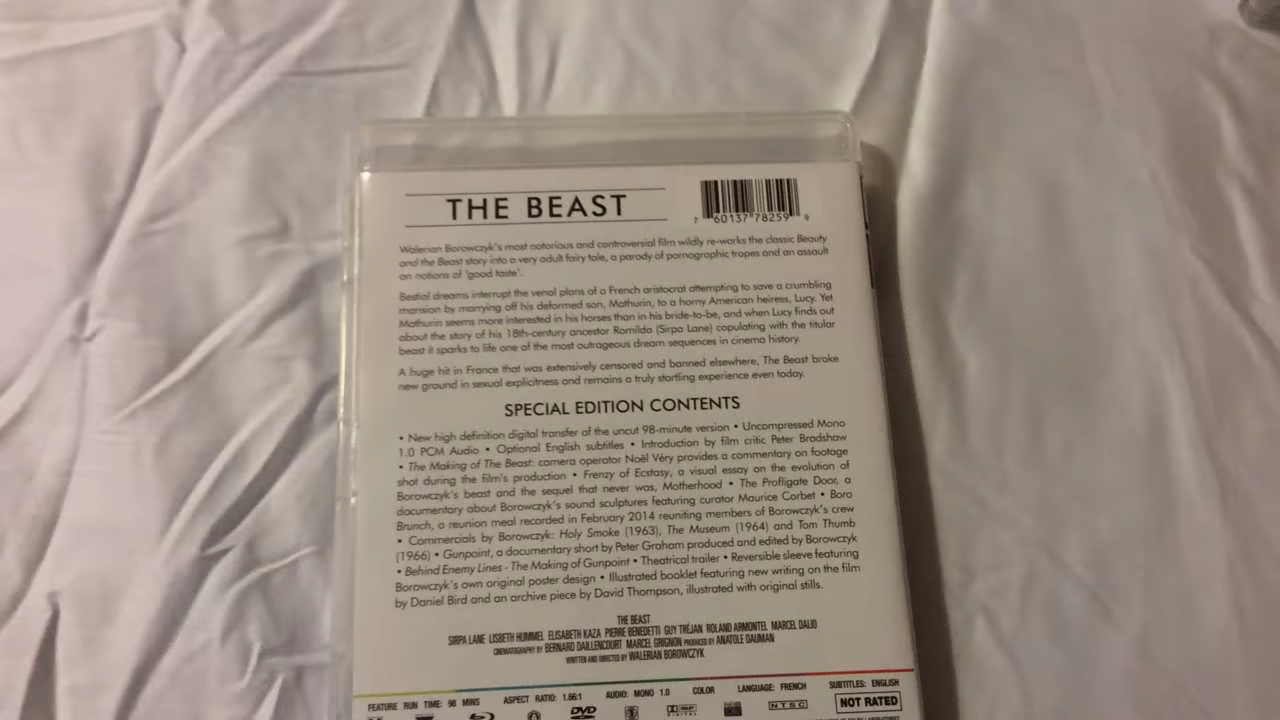 THE BEAST
7 60137 78259 9
Walerian Borowczyk's most notorious and controversial film wildly re-works the classic Beauty
and the Beast story into a very adult fairy tale, a parody of pornographic tropes and an assault
on notions of 'good taste'.
Bestial dreams interrupt the venal plans of a French aristocrat attempting to save a crumbling
mansion by marrying off his deformed son, Mathurin, to a horny American heiress, Lucy. Yet
Mathurin seems more interested in his horses than in his bride-to-be, and when Lucy finds out
about the story of his 18th-century ancestor Romilda (Sirpa Lane) copulating with the titular
beast it sparks to life one of the most outrageous dream sequences in cinema history.
A huge hit in France that was extensively censored and banned elsewhere, The Beast broke
new ground in sexual explicitness and remains a truly startling experience even today.
SPECIAL EDITION CONTENTS
• New high definition digital transfer of the uncut 98-minute version • Uncompressed Mono
1.0 PCM Audio • Optional English subtitles • Introduction by film critic Peter Bradshaw
• The Making of The Beast: camera operator Noël Véry provides a commentary on footage
shot during the film's production • Frenzy of Ecstasy, a visual essay on the evolution of
Borowczyk's beast and the sequel that never was, Motherhood • The Profligate Door, a
documentary about Borowczyk's sound sculptures featuring curator Maurice Corbet • Boro
Brunch, a reunion meal recorded in February 2014 reuniting members of Borowczyk's crew
• Commercials by Borowczyk: Holy Smoke (1963), The Museum (1964) and Tom Thumb
(1966) • Gunpoint, a documentary short by Peter Graham produced and edited by Borowczyk
• Behind Enemy Lines - The Making of Gunpoint • Theatrical trailer • Reversible sleeve featuring
Borowczyk's own original poster design • Illustrated booklet featuring new writing on the film
by Daniel Bird and an archive piece by David Thompson, illustrated with original stills.
THE BEAST
SIRPA LANE LISBETH HUMMEL ELISABETH KAZA PIERRE BENEDETTI GUY TRÉJAN ROLAND ARMONTEL MARCEL DALIO
CINEMATOGRAPHY BY BERNARD DAILLENCOURT MARCEL GRIGNON PRODUCED BY ANATOLE DAUMAN
WRITTEN AND DIRECTED BY WALERIAN BOROWCZYK
FEATURE RUN TIME: 98 MINS ASPECT RATIO: 1.66:1 AUDIO: MONO 1.0 COLOR LANGUAGE: FRENCH SUBTITLES: ENGLISH
DVD NTSC NOT RATED